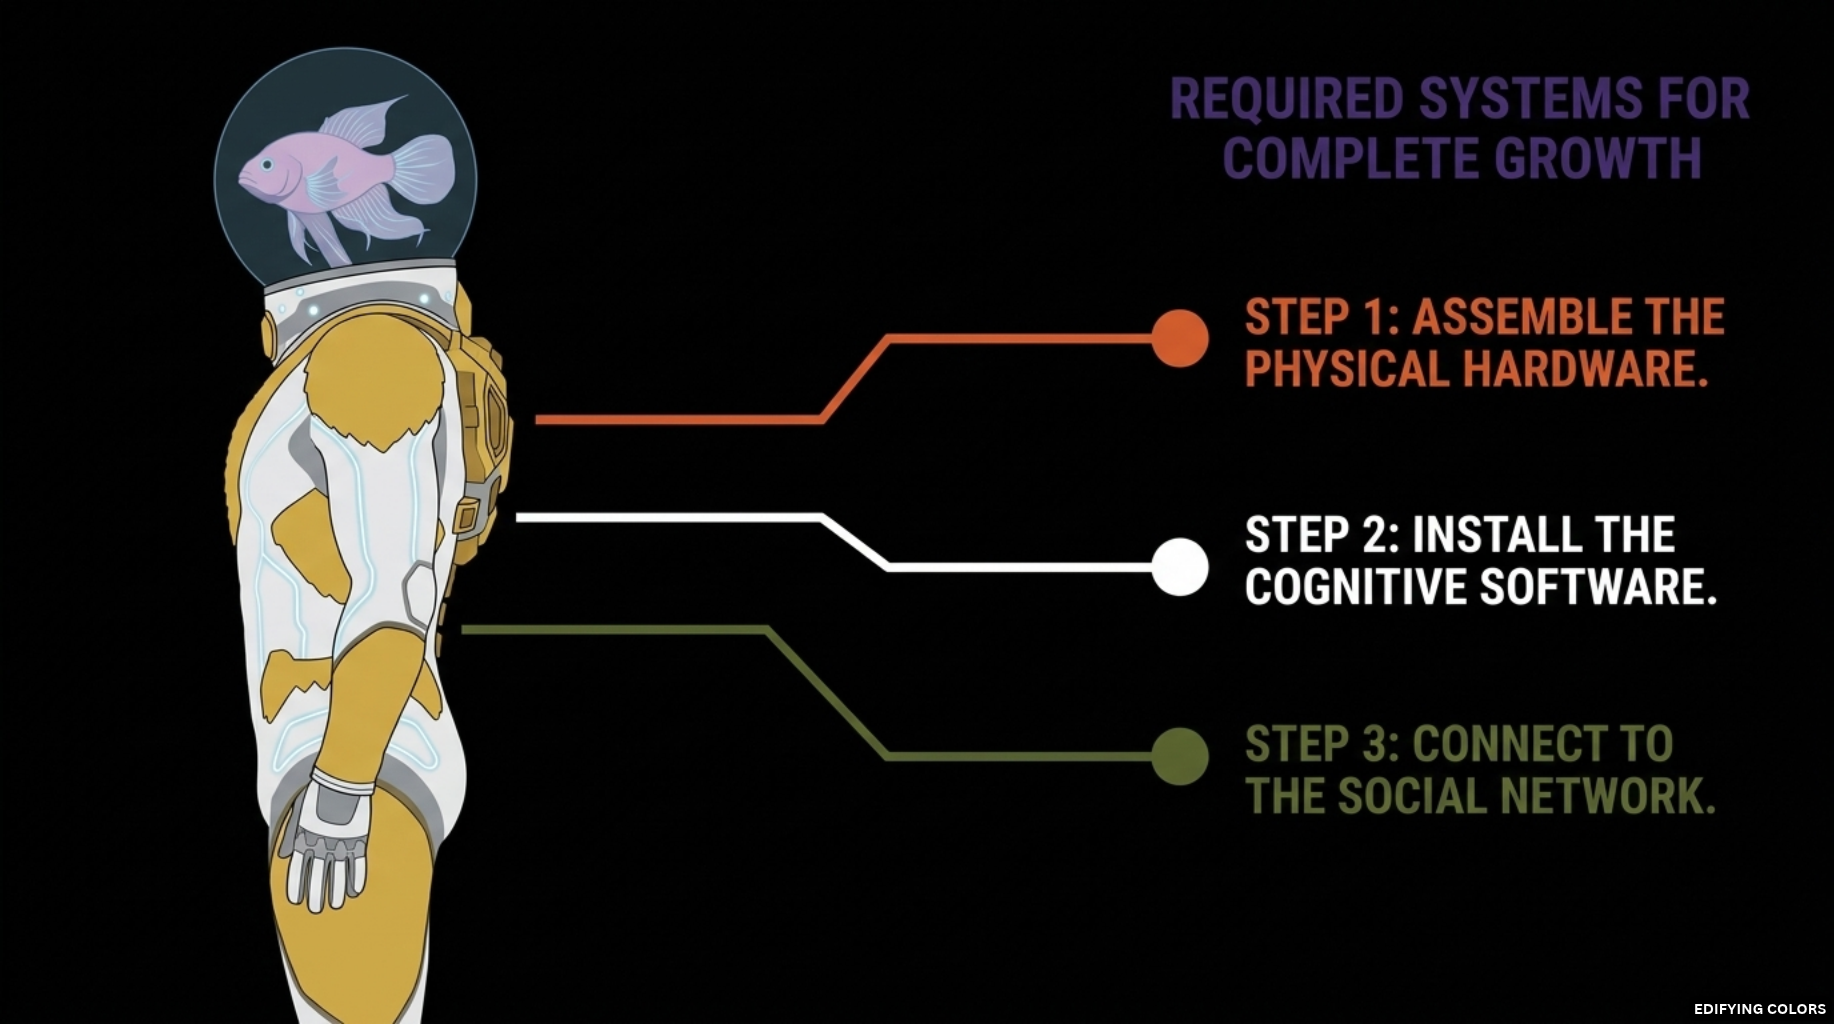 REQUIRED SYSTEMS FOR
COMPLETE GROWTH
STEP 1: ASSEMBLE THE
PHYSICAL HARDWARE.
STEP 2: INSTALL THE
COGNITIVE SOFTWARE.
STEP 3: CONNECT TO
THE SOCIAL NETWORK.
EDIFYING COLORS